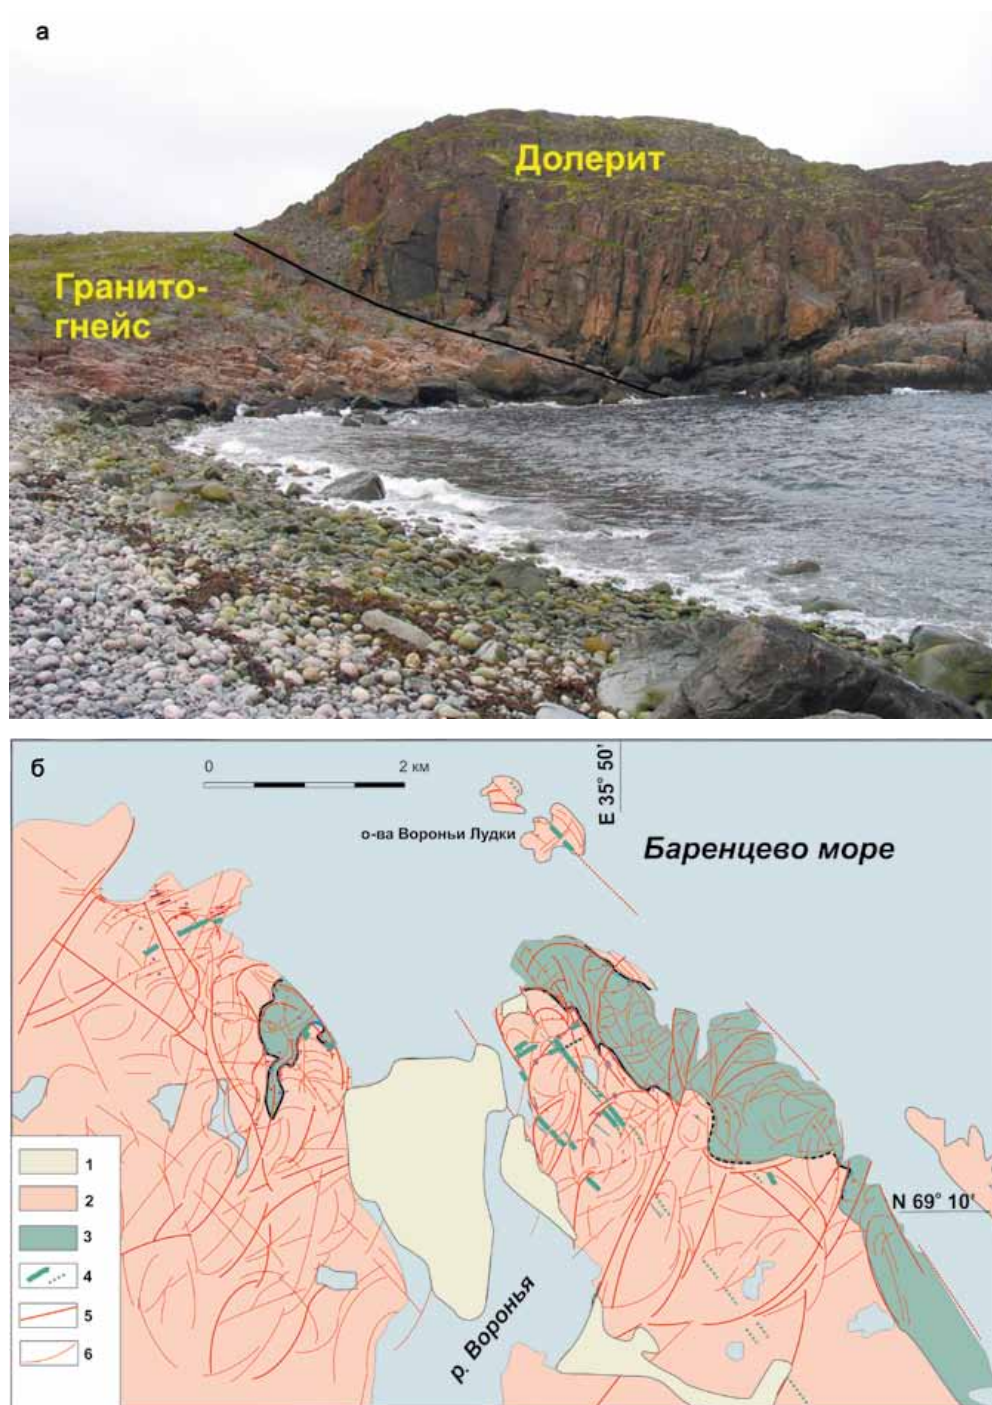 а
Долерит
Гранито-
гнейс
б
0 2 км
E 35° 50'
о-ва Вороньи Лудки
Баренцево море
N 69° 10'
р. Воронья
1
2
3
4
5
6